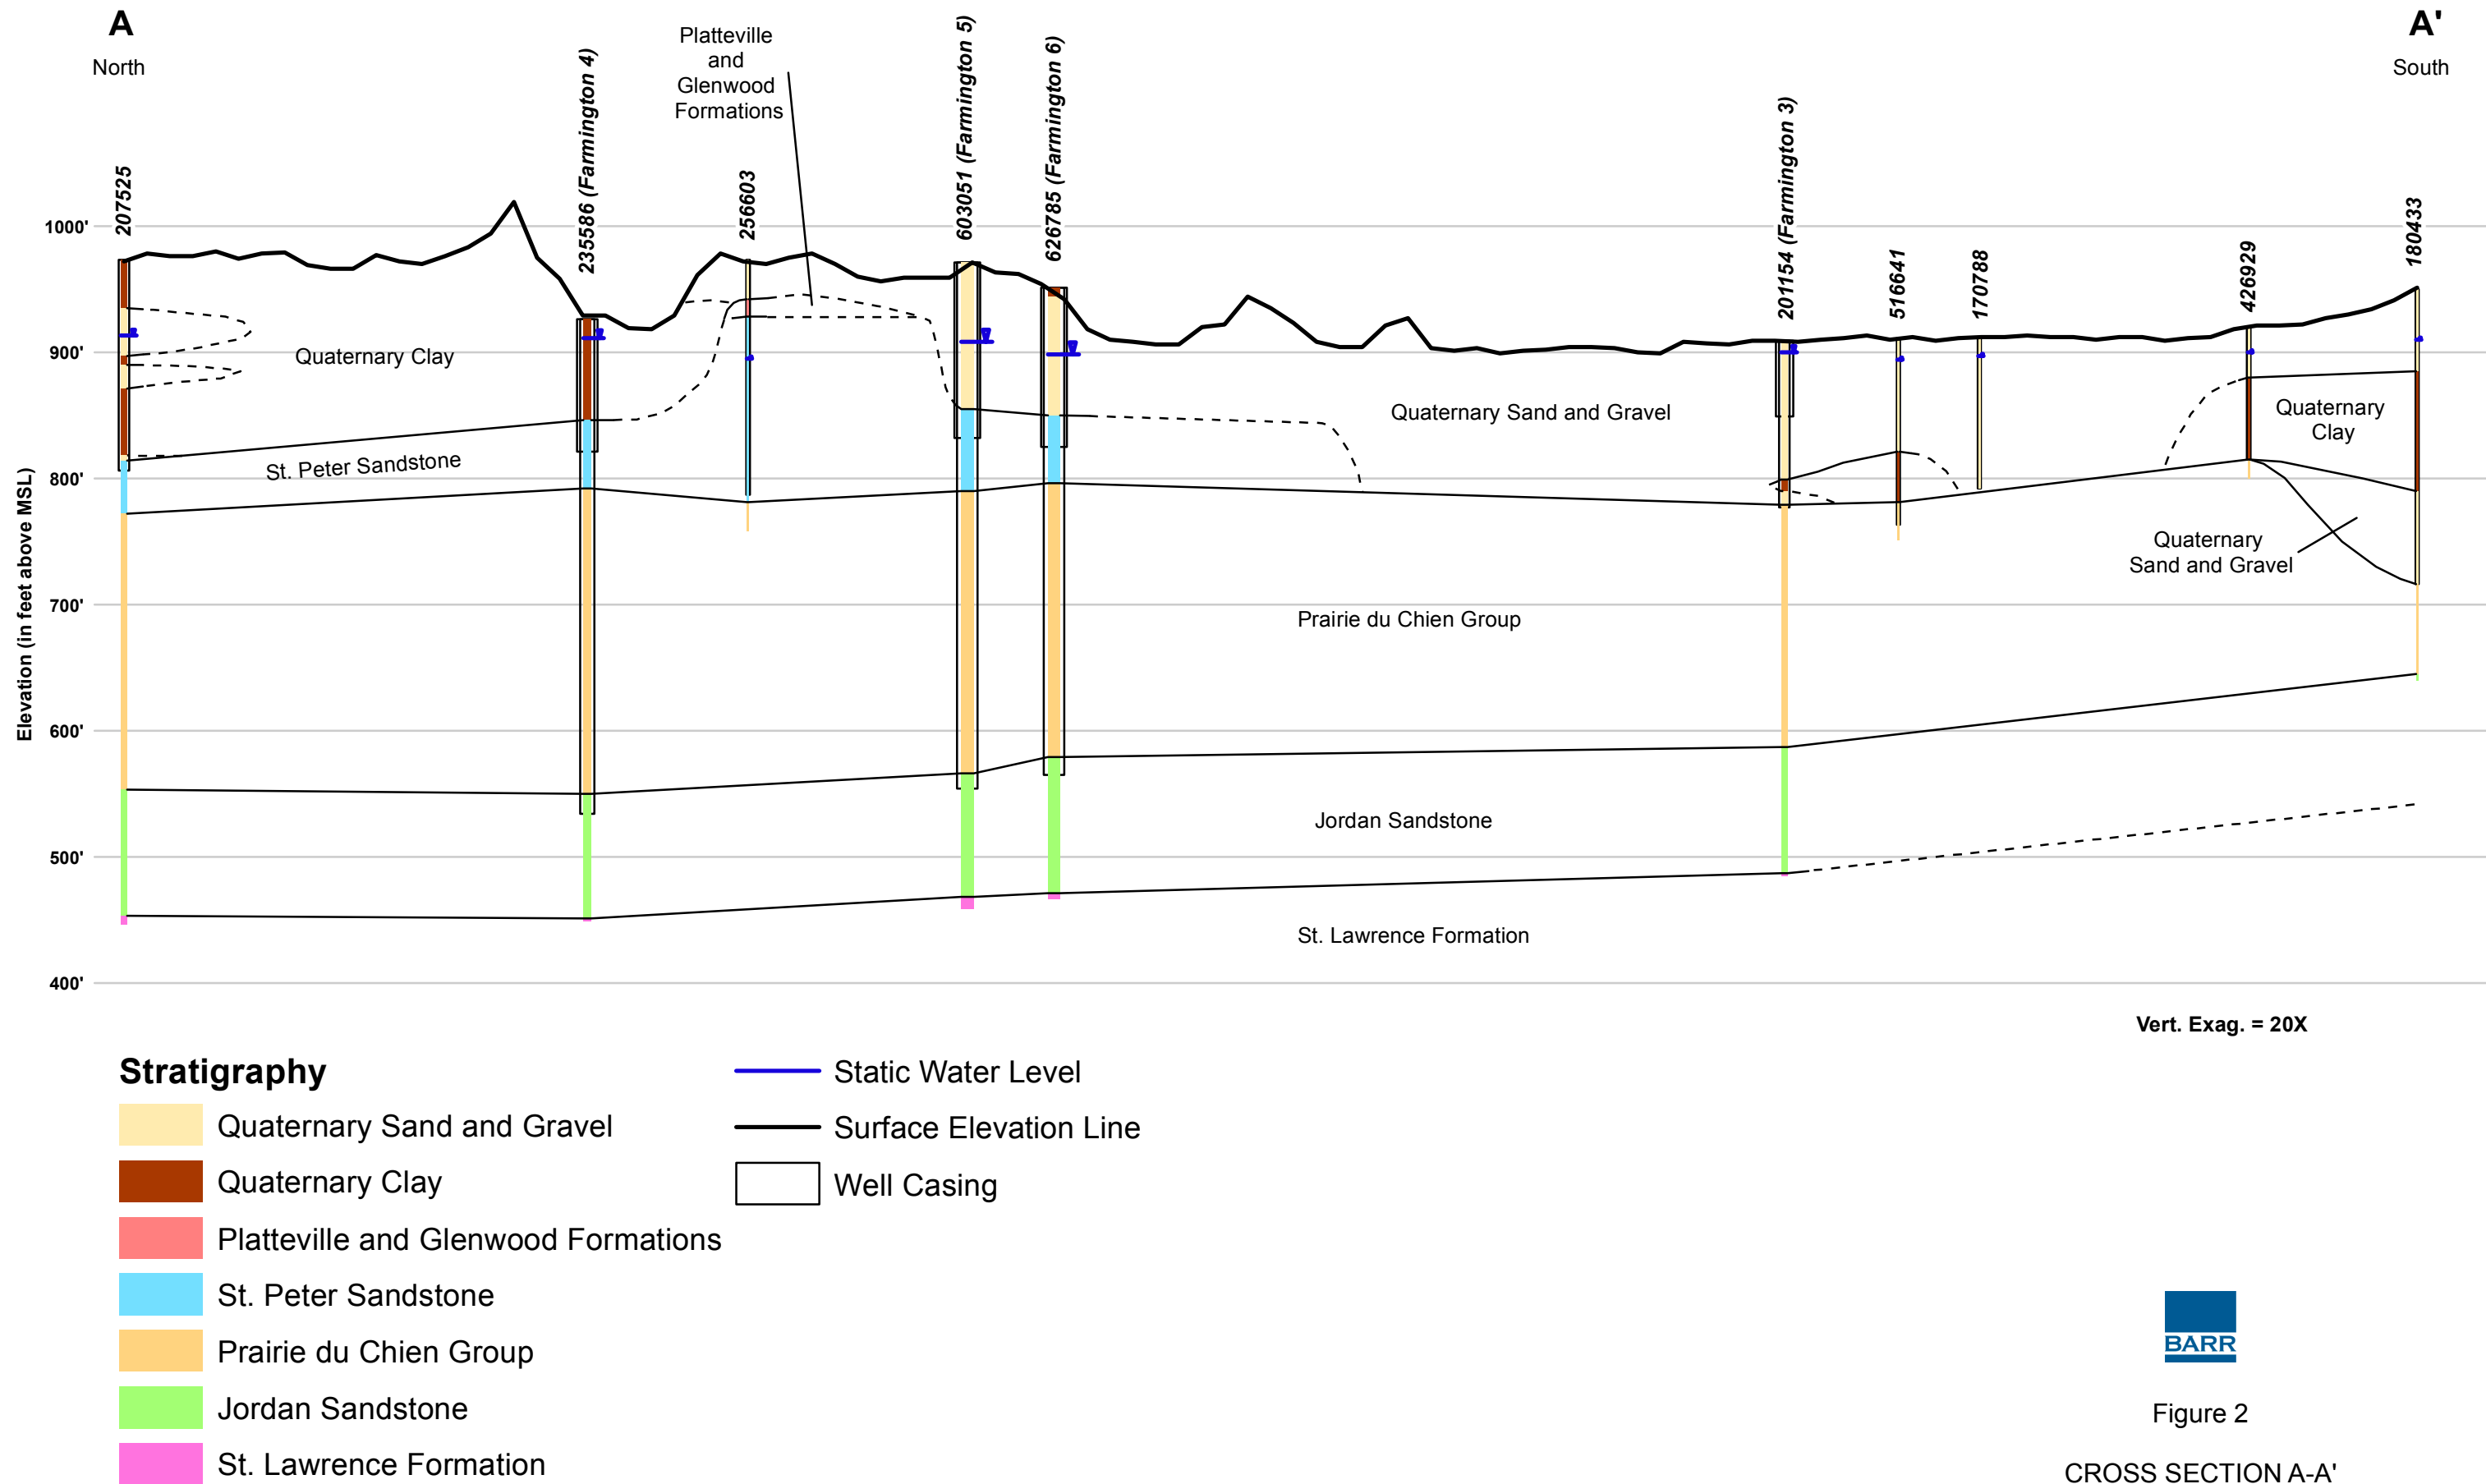 A
North
A'
South
Platteville
and
Glenwood
Formations
207525
235586 (Farmington 4)
256603
603051 (Farmington 5)
626785 (Farmington 6)
201154 (Farmington 3)
516641
170788
426929
180433
Elevation (in feet above MSL)
1000'
900'
800'
700'
600'
500'
400'
Quaternary Clay
St. Peter Sandstone
Quaternary Sand and Gravel
Quaternary
Clay
Quaternary
Sand and Gravel
Prairie du Chien Group
Jordan Sandstone
St. Lawrence Formation
Vert. Exag. = 20X
Stratigraphy
Quaternary Sand and Gravel
Quaternary Clay
Platteville and Glenwood Formations
St. Peter Sandstone
Prairie du Chien Group
Jordan Sandstone
St. Lawrence Formation
Static Water Level
Surface Elevation Line
Well Casing
BARR
Figure 2
CROSS SECTION A-A'